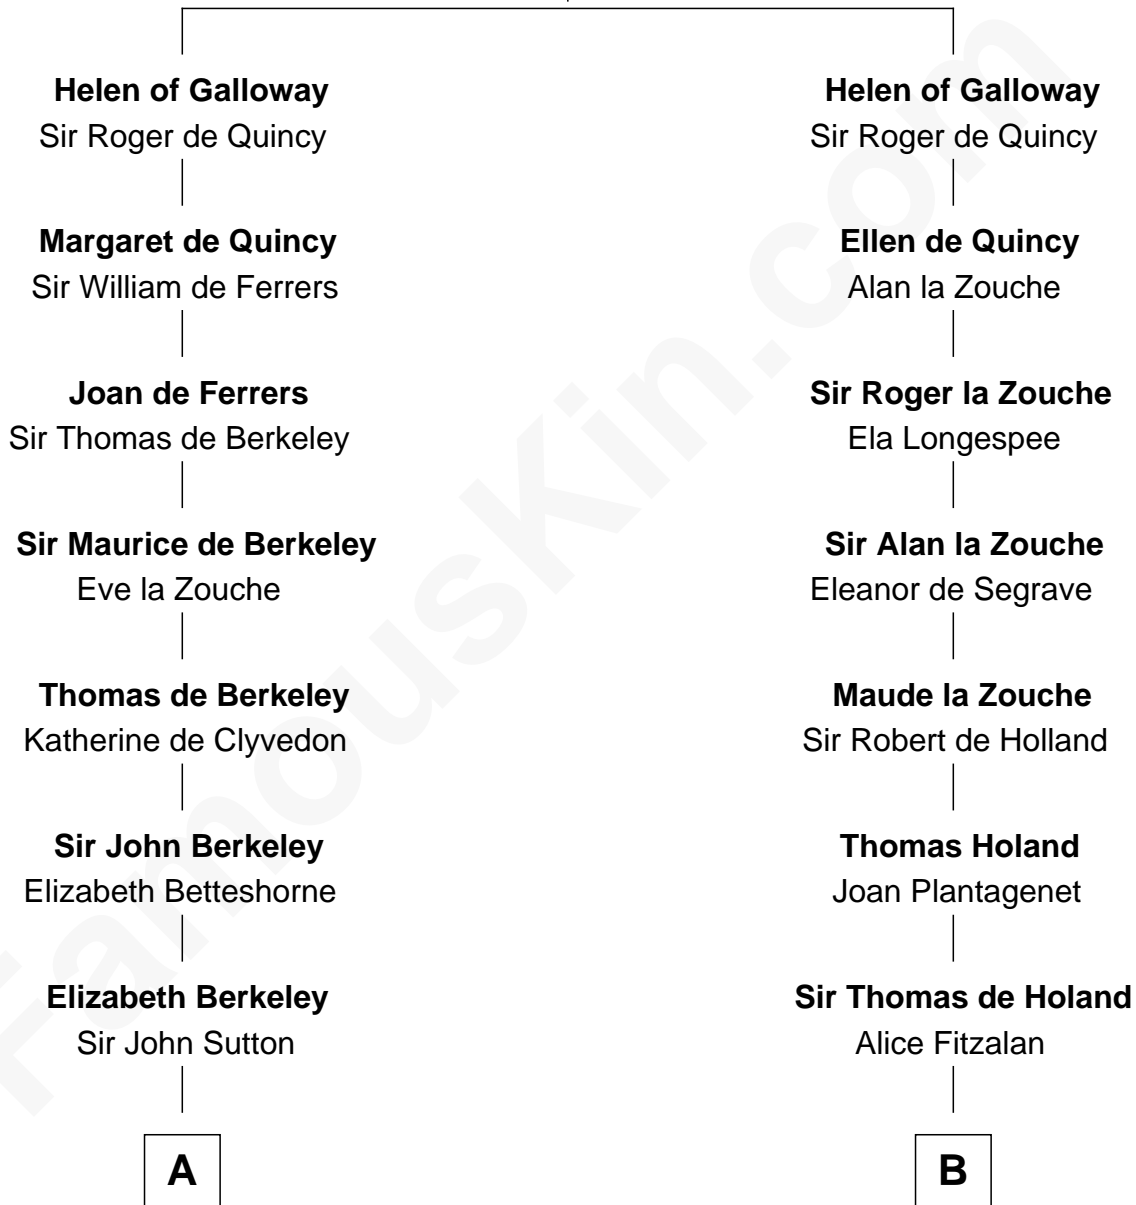 Helen of Galloway
Sir Roger de Quincy
Margaret de Quincy
Sir William de Ferrers
Joan de Ferrers
Sir Thomas de Berkeley
Sir Maurice de Berkeley
Eve la Zouche
Thomas de Berkeley
Katherine de Clyvedon
Sir John Berkeley
Elizabeth Betteshorne
Elizabeth Berkeley
Sir John Sutton
A
Helen of Galloway
Sir Roger de Quincy
Ellen de Quincy
Alan la Zouche
Sir Roger la Zouche
Ela Longespee
Sir Alan la Zouche
Eleanor de Segrave
Maude la Zouche
Sir Robert de Holland
Thomas Holand
Joan Plantagenet
Sir Thomas de Holand
Alice Fitzalan
B
FamousKin.com